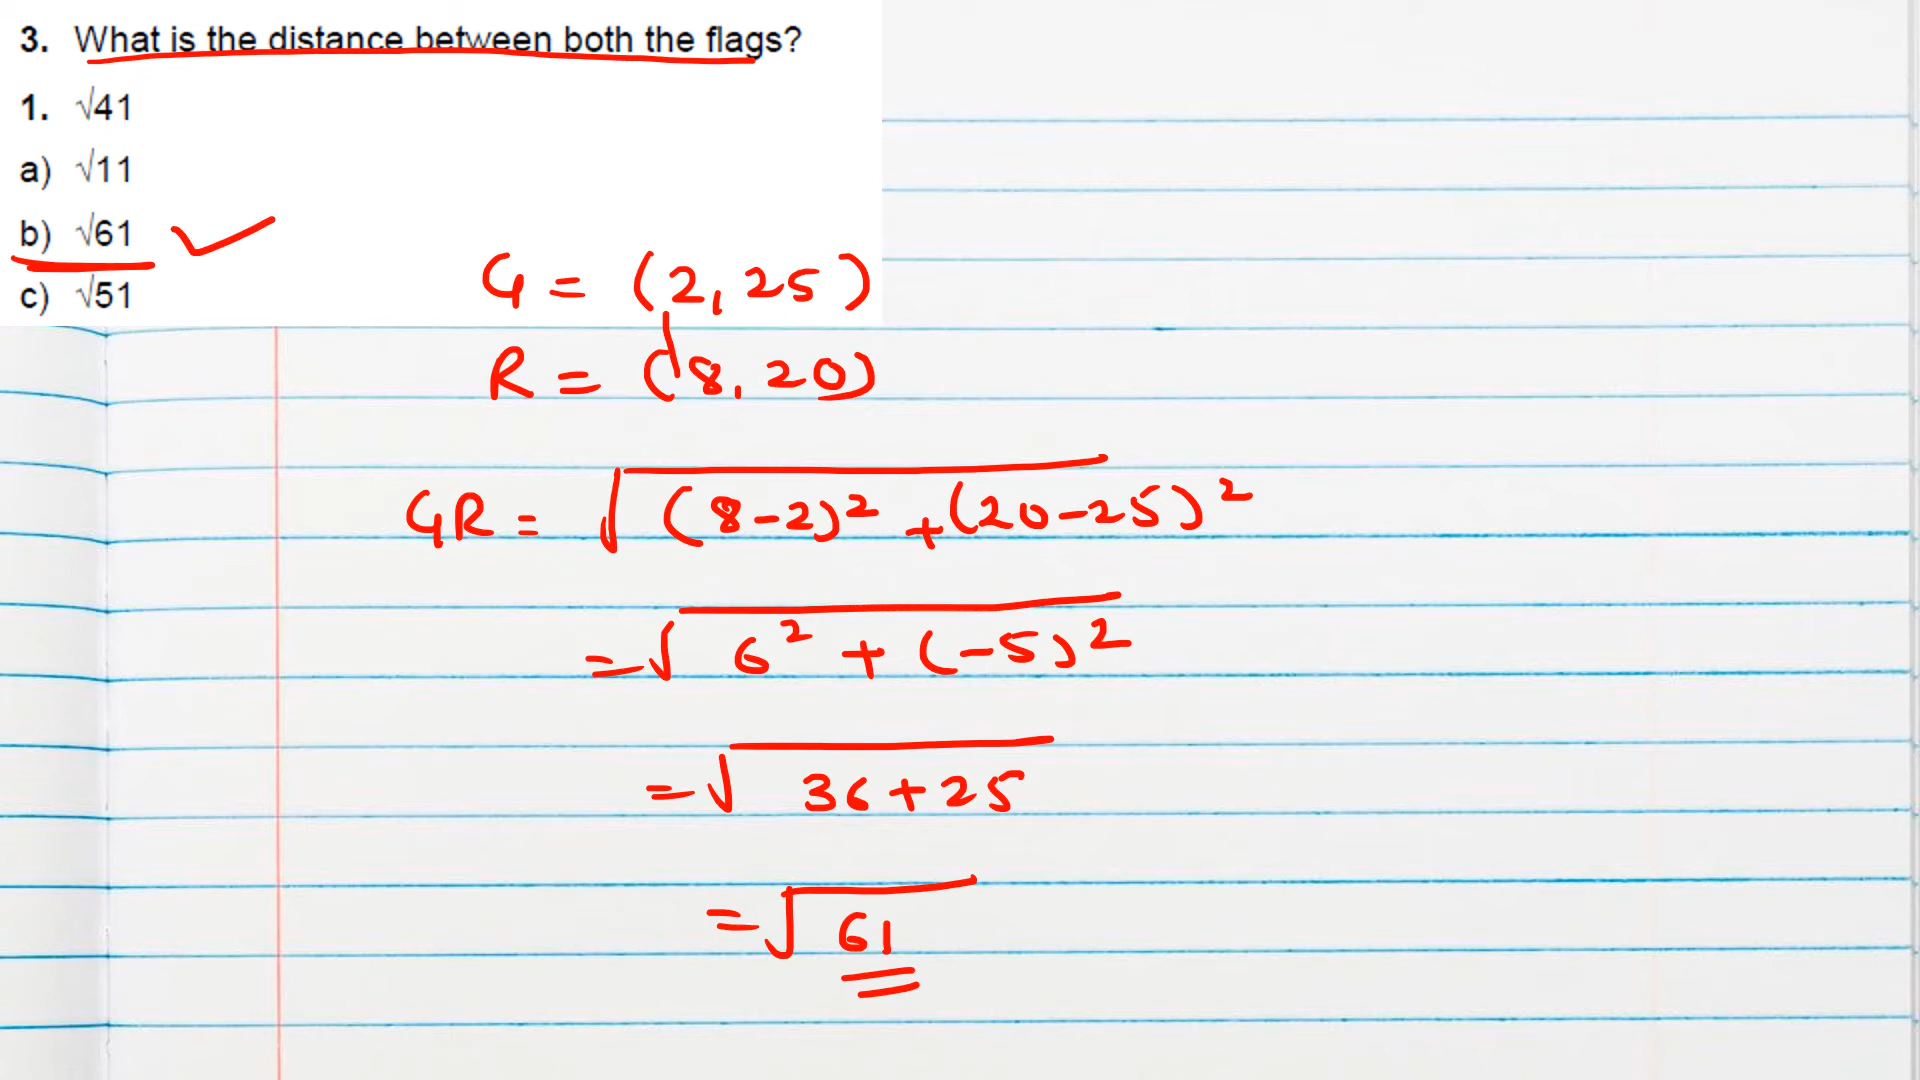 3. What is the distance between both the flags?
1. √41
a) √11
b) √61
c) √51
G = (2, 25)
R = (8, 20)
GR = √(8-2)² + (20-25)²
= √6² + (-5)²
= √36+25
= √61